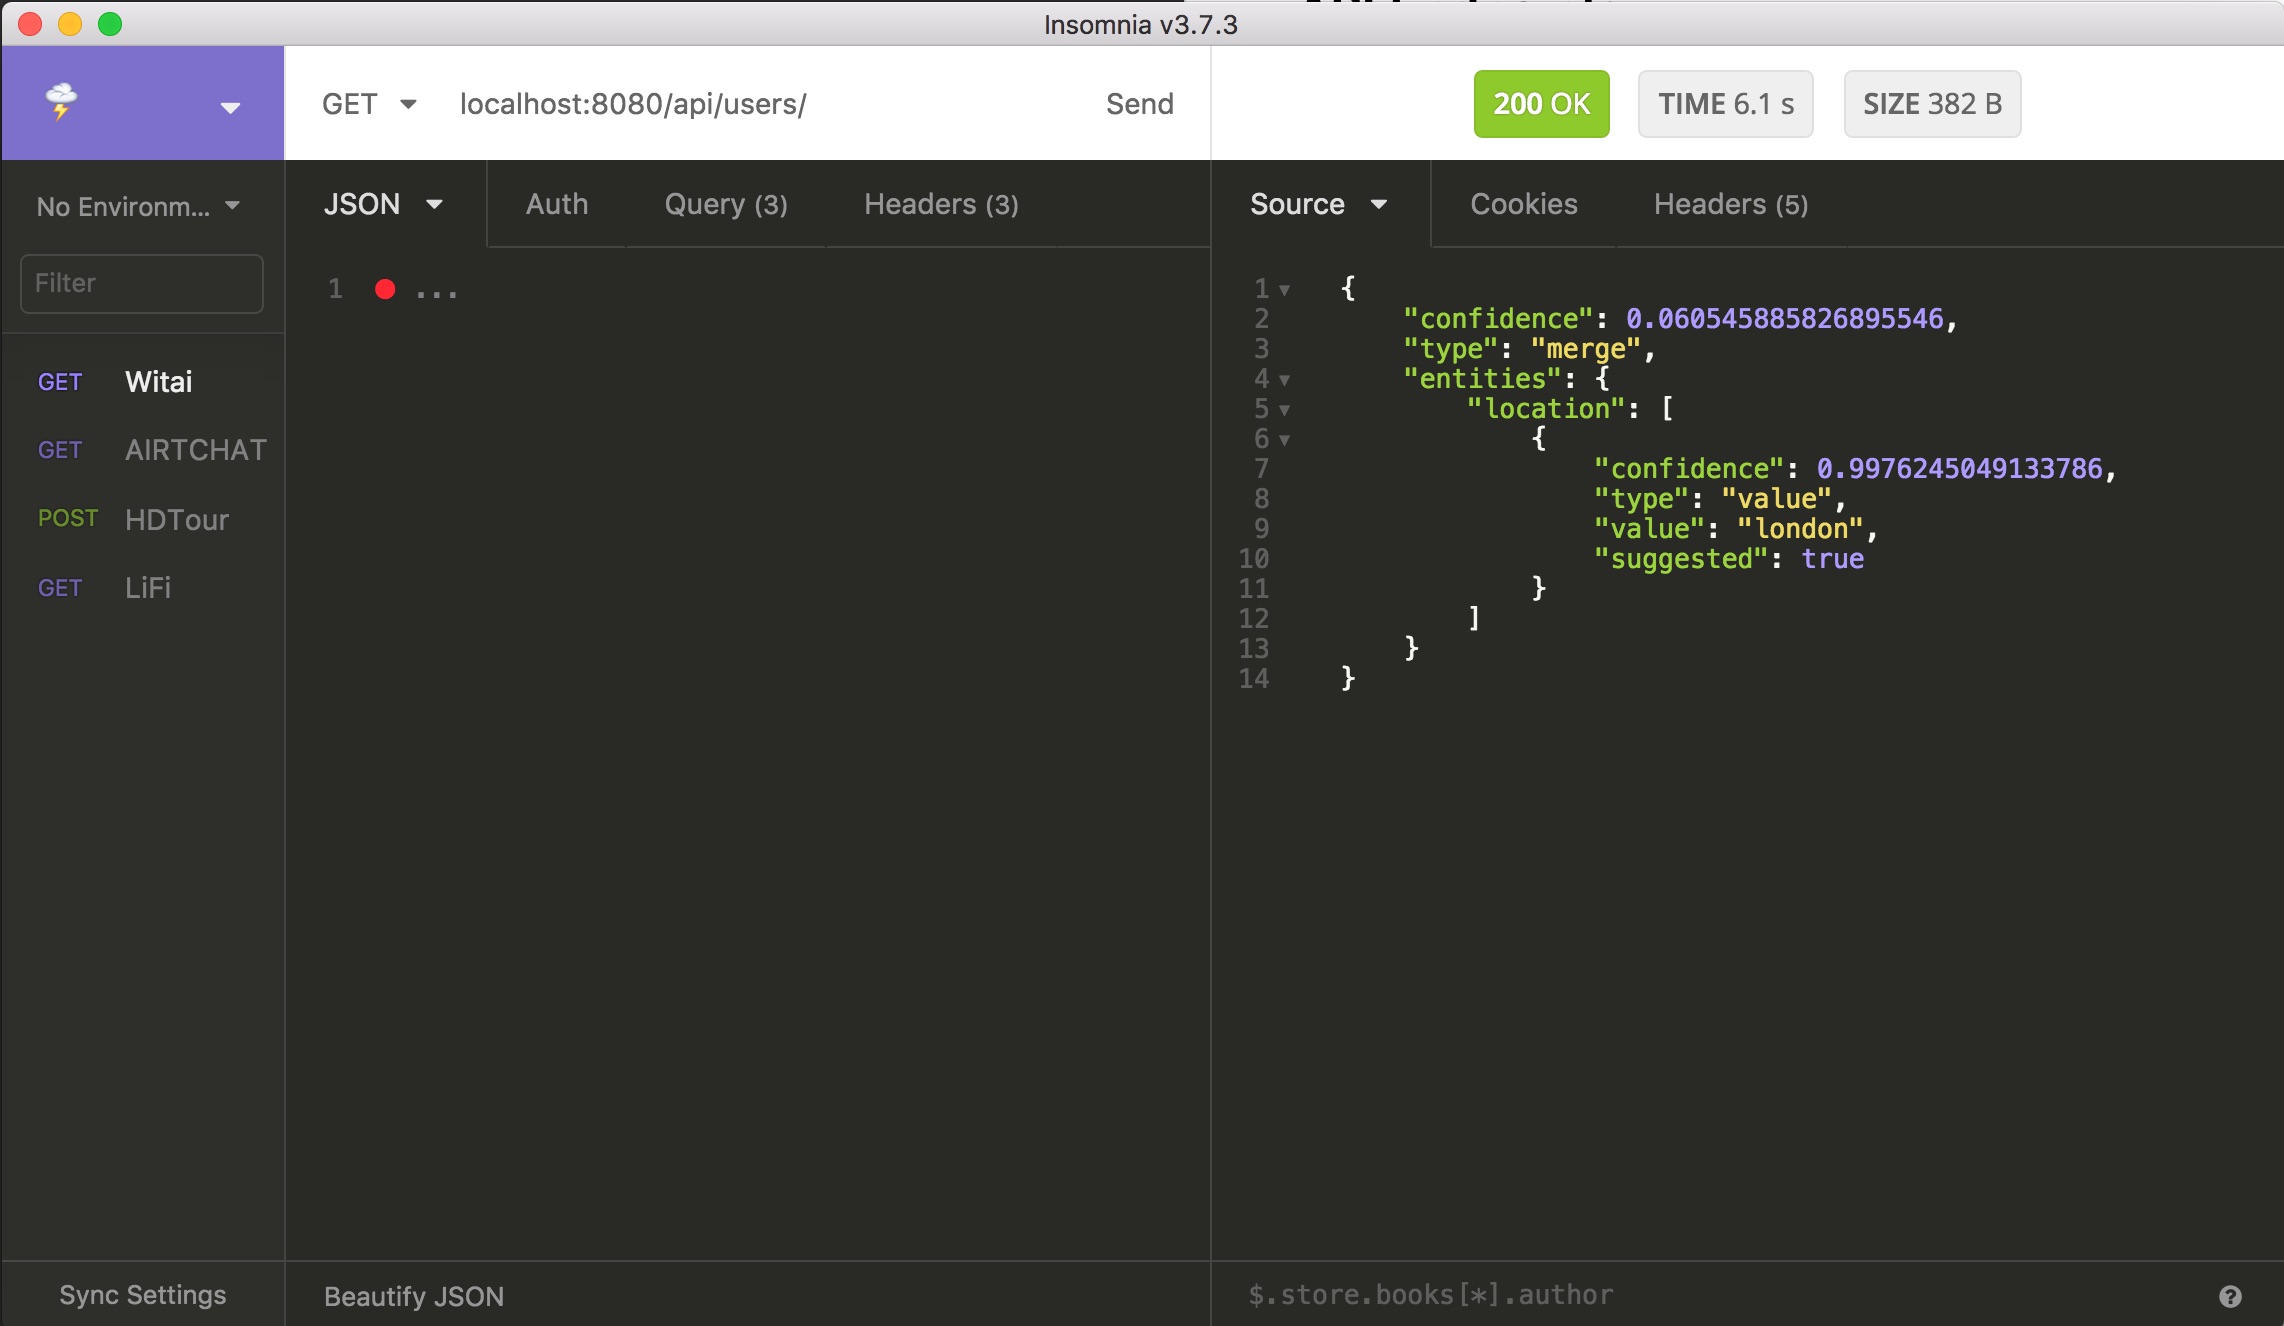 Insomnia v3.7.3
GET localhost:8080/api/users/ Send
200 OK TIME 6.1 s SIZE 382 B
No Environm...
JSON Auth Query (3) Headers (3)
Source Cookies Headers (5)
Filter
GET Witai
GET AIRTCHAT
POST HDTour
GET LiFi
1 ...
1 {
2 "confidence": 0.060545885826895546,
3 "type": "merge",
4 "entities": {
5 "location": [
6 {
7 "confidence": 0.9976245049133786,
8 "type": "value",
9 "value": "london",
10 "suggested": true
11 }
12 ]
13 }
14 }
Sync Settings
Beautify JSON
$.store.books[*].author
?